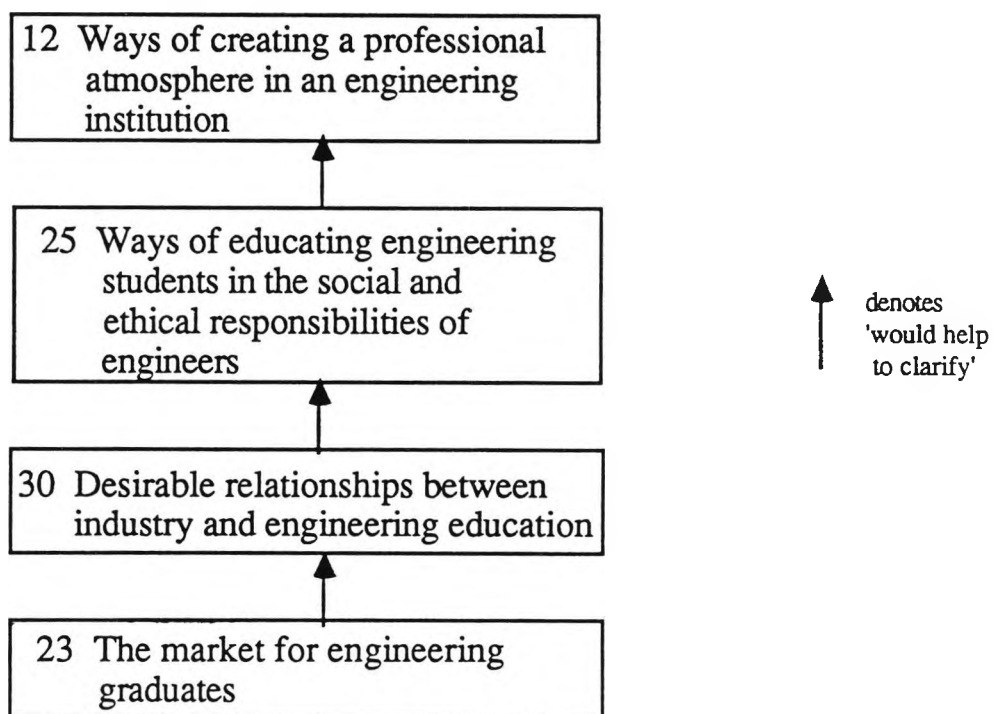 12 Ways of creating a professional
atmosphere in an engineering
institution
25 Ways of educating engineering
students in the social and
ethical responsibilities of
engineers
denotes
'would help
to clarify'
30 Desirable relationships between
industry and engineering education
23 The market for engineering
graduates